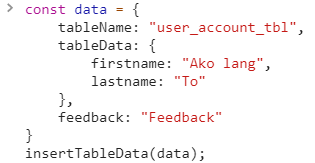 const data = {
    tableName: "user_account_tbl",
    tableData: {
        firstname: "Ako lang",
        lastname: "To"
    },
    feedback: "Feedback"
}
insertTableData(data);